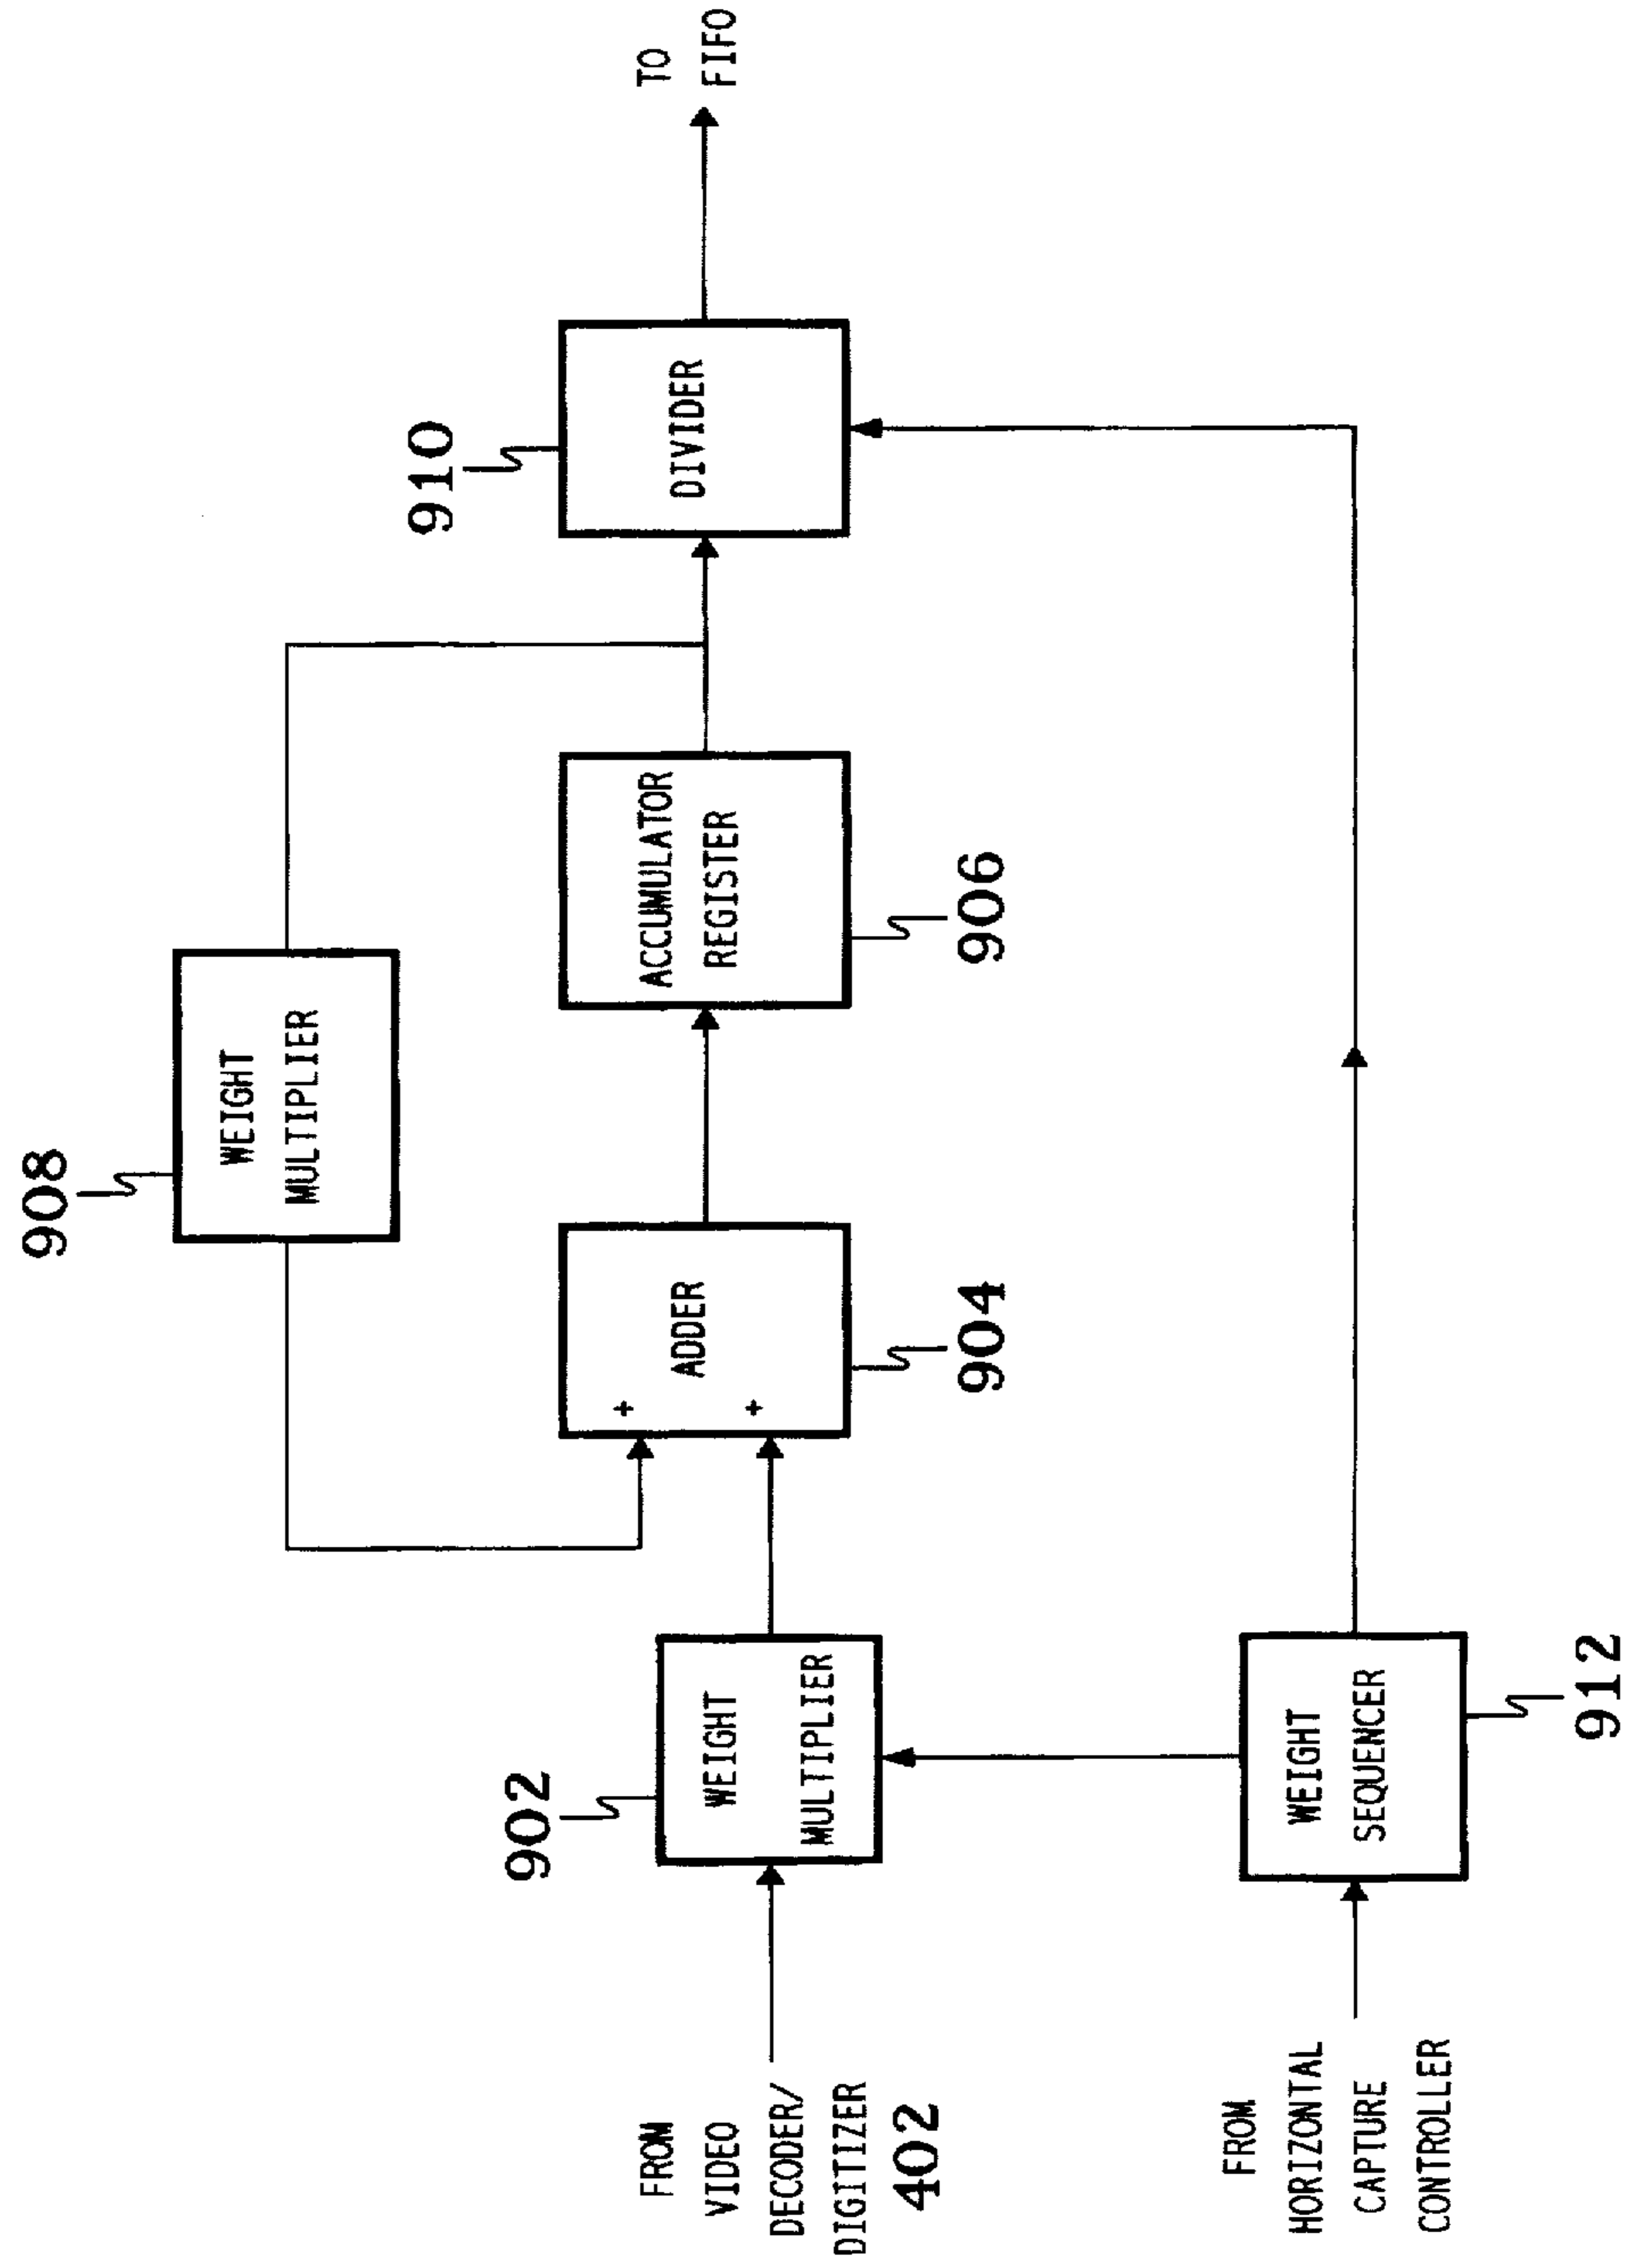 908
WEIGHT
MULTIPLIER
910
902
WEIGHT
MULTIPLIER
+
+
ADDER
904
ACCUMULATOR
REGISTER
906
DIVIDER
TO
FIFO
FROM
VIDEO
DECODER/
DIGITIZER
402
FROM
HORIZONTAL
CAPTURE
CONTROLLER
WEIGHT
SEQUENCER
912